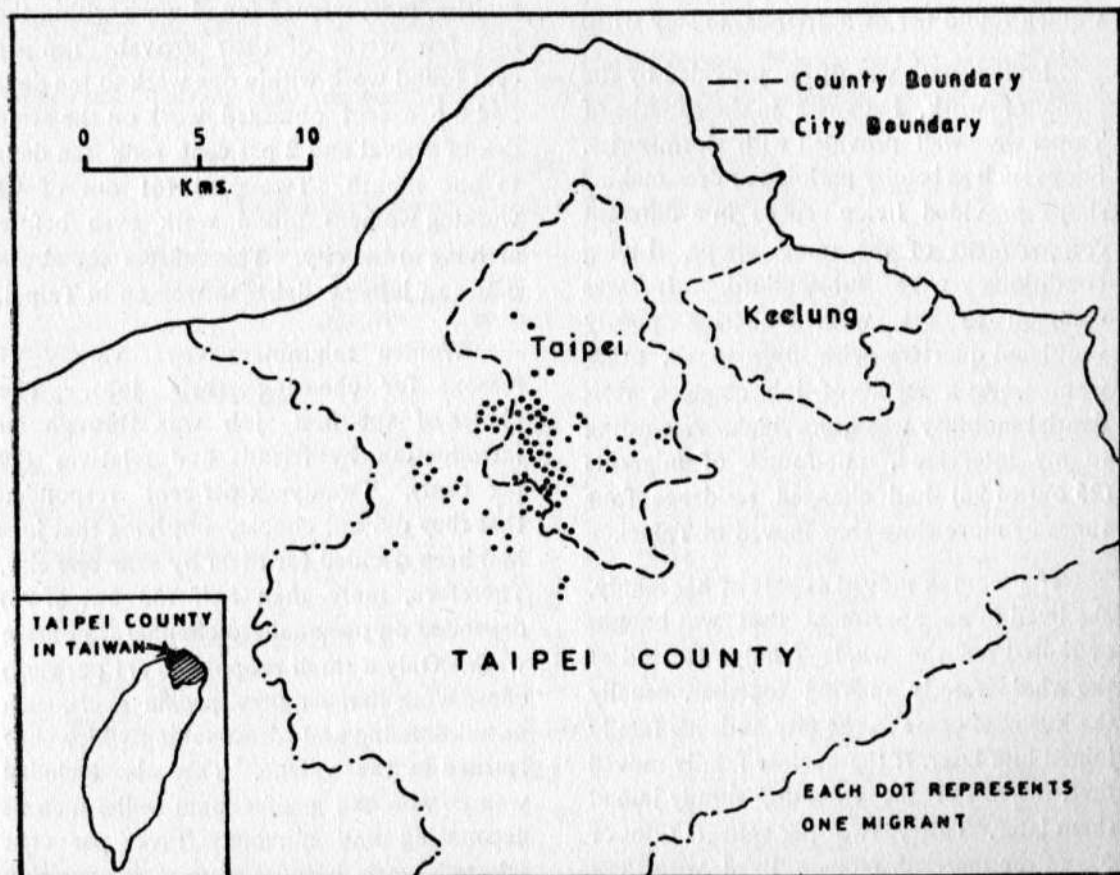 County Boundary
City Boundary
0 5 10
Kms.
Taipei
Keelung
TAIPEI COUNTY
TAIPEI COUNTY
IN TAIWAN
EACH DOT REPRESENTS
ONE MIGRANT